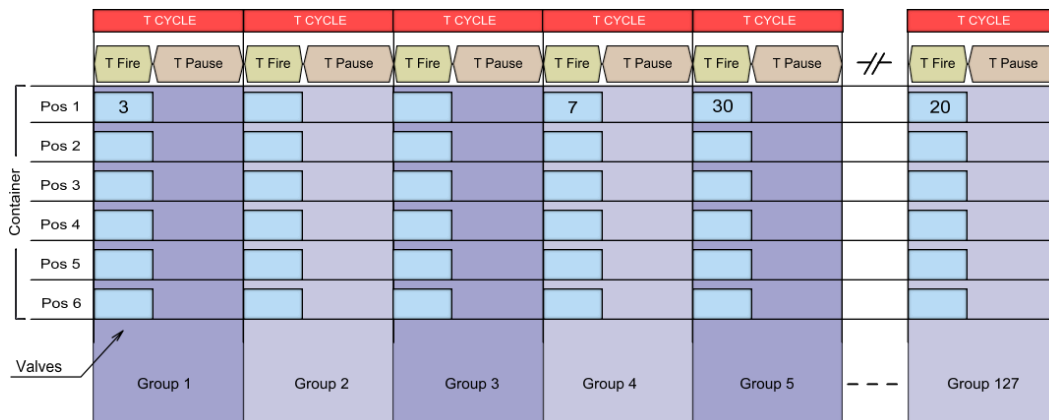 T CYCLE T CYCLE T CYCLE T CYCLE T CYCLE T CYCLE
T Fire T Pause T Fire T Pause T Fire T Pause T Fire T Pause T Fire T Pause T Fire T Pause
Container
Pos 1 3 7 30 20
Pos 2
Pos 3
Pos 4
Pos 5
Pos 6
Valves
Group 1 Group 2 Group 3 Group 4 Group 5 Group 127